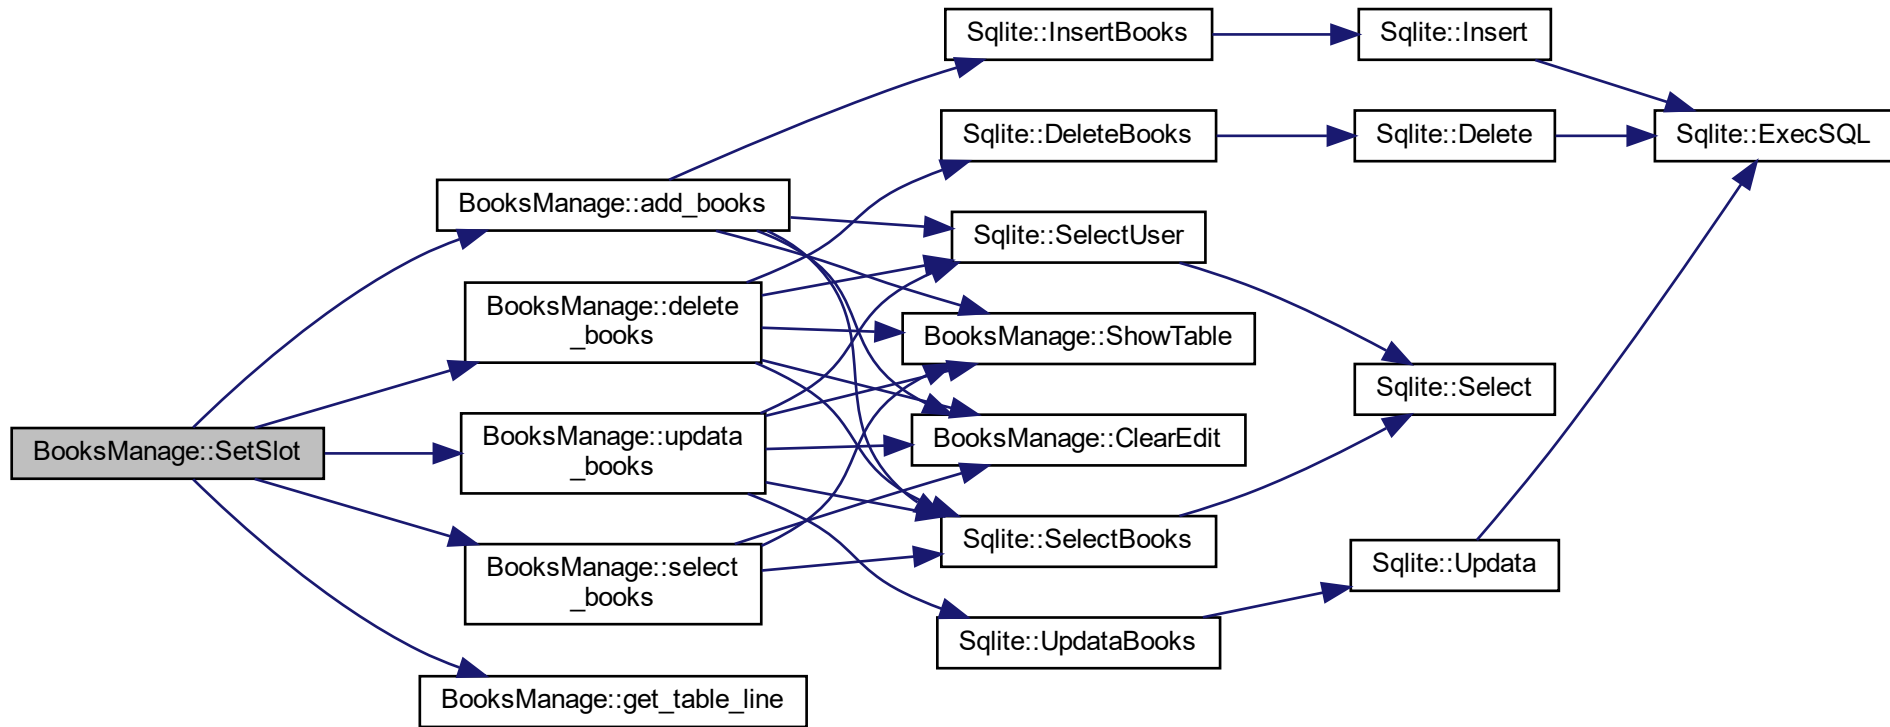 BooksManage::SetSlot
BooksManage::add_books
BooksManage::delete
_books
BooksManage::updata
_books
BooksManage::select
_books
BooksManage::get_table_line
Sqlite::InsertBooks
Sqlite::DeleteBooks
Sqlite::SelectUser
BooksManage::ShowTable
BooksManage::ClearEdit
Sqlite::SelectBooks
Sqlite::UpdataBooks
Sqlite::Insert
Sqlite::Delete
Sqlite::Select
Sqlite::Updata
Sqlite::ExecSQL